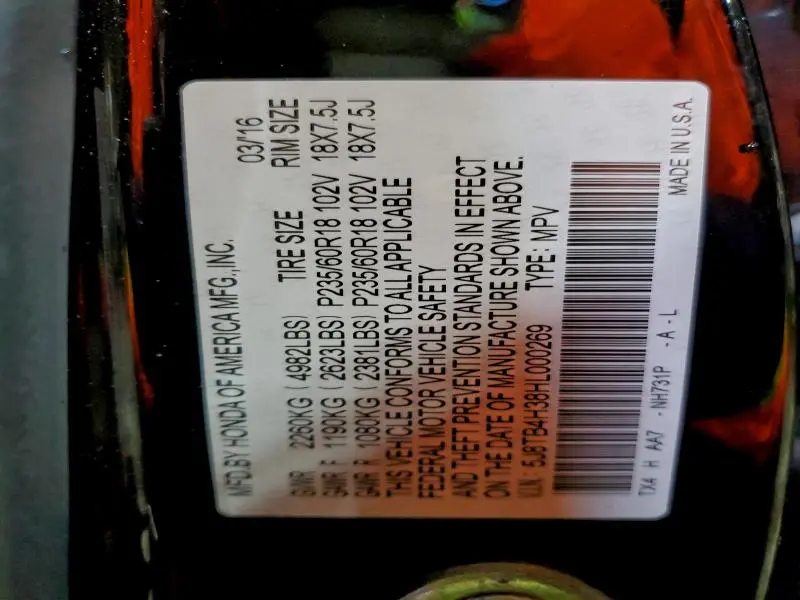 MFD. BY HONDA OF AMERICA MFG., INC. 03/'16
TIRE SIZE RIM SIZE
GVWR 2260KG ( 4982LBS)
GAWR F 1190KG ( 2623LBS) P235/60R18 102V 18X7.5J
GAWR R 1080KG ( 2381LBS) P235/60R18 102V 18X7.5J
THIS VEHICLE CONFORMS TO ALL APPLICABLE
FEDERAL MOTOR VEHICLE SAFETY
AND THEFT PREVENTION STANDARDS IN EFFECT
ON THE DATE OF MANUFACTURE SHOWN ABOVE.
V.I.N. : 5J8TB4H38HL000269 TYPE: MPV
TX4 H AA7 - NH731P - A - L
MADE IN U.S.A.